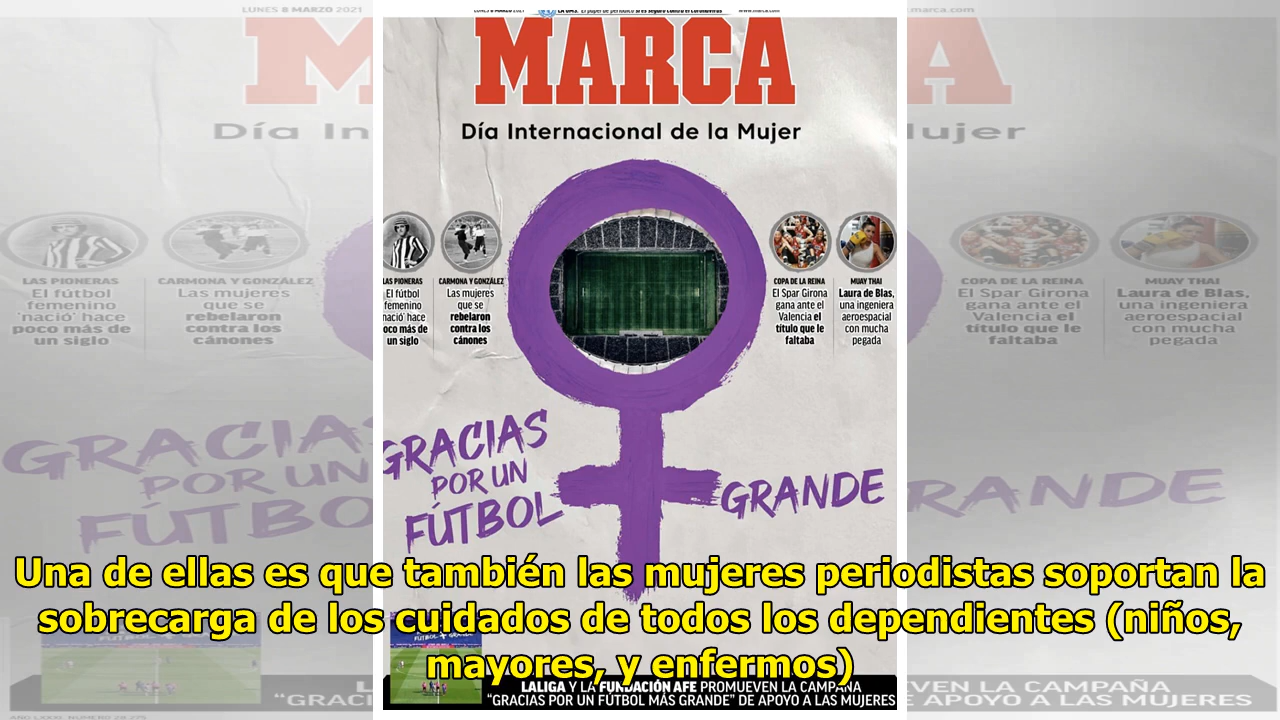 LUNES 8 MARZO 2021
MARCA
Día Internacional de la Mujer
LAS PIONERAS
El fútbol
femenino
'nació' hace
poco más de
un siglo
CARMONA Y GONZÁLEZ
Las mujeres
que se
rebelaron
contra los
cánones
COPA DE LA REINA
El Spar Girona
gana ante el
Valencia el
título que le
faltaba
MUAY THAI
Laura de Blas,
una ingeniera
aeroespacial
con mucha
pegada
GRACIAS
POR UN
FÚTBOL
GRANDE
Una de ellas es que también las mujeres periodistas soportan la
sobrecarga de los cuidados de todos los dependientes (niños,
mayores, y enfermos)
LALIGA Y LA FUNDACIÓN AFE PROMUEVEN LA CAMPAÑA
“GRACIAS POR UN FÚTBOL MÁS GRANDE” DE APOYO A LAS MUJERES